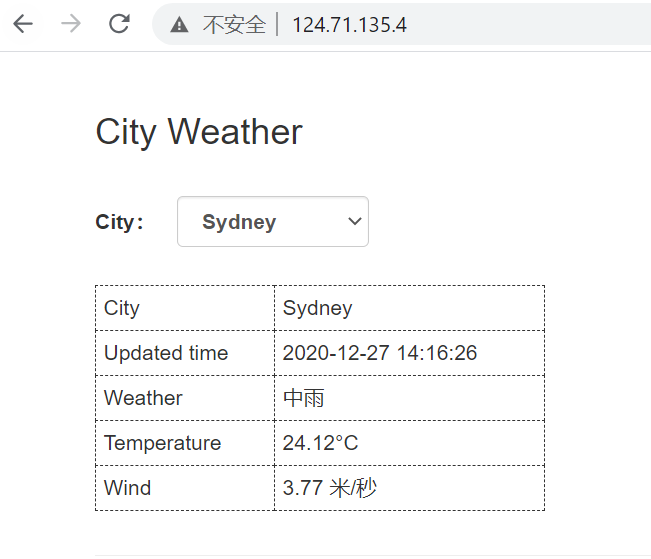 不安全 124.71.135.4
City Weather
City: Sydney
City Sydney
Updated time 2020-12-27 14:16:26
Weather 中雨
Temperature 24.12°C
Wind 3.77 米/秒